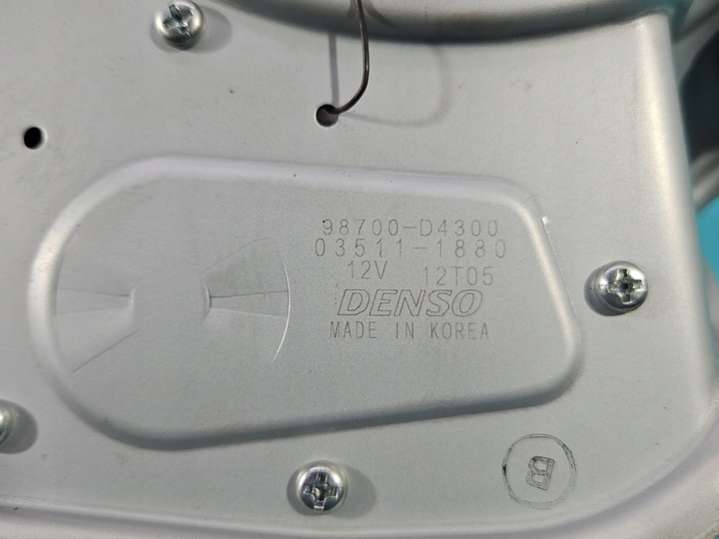 98700-D4300
03511-1880
12V 12T05
DENSO
MADE IN KOREA
B